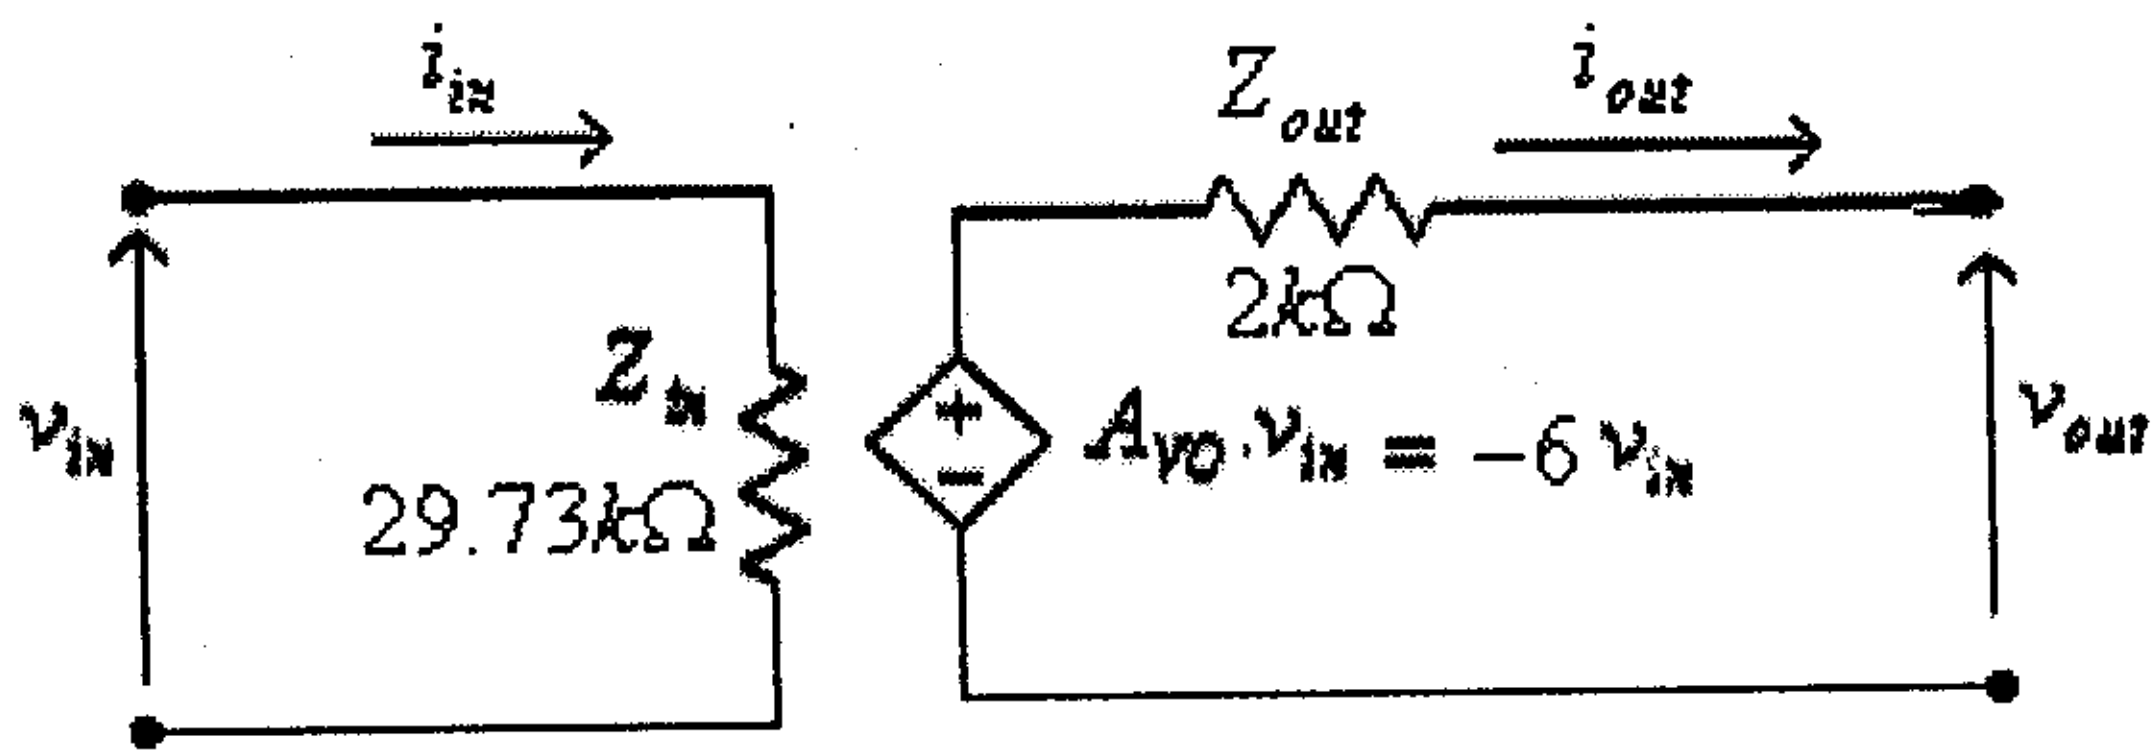 i_in
Z_out
i_out
2kΩ
Z_in
29.73kΩ
v_in
+
−
A_VO.v_in = −6 v_in
v_out